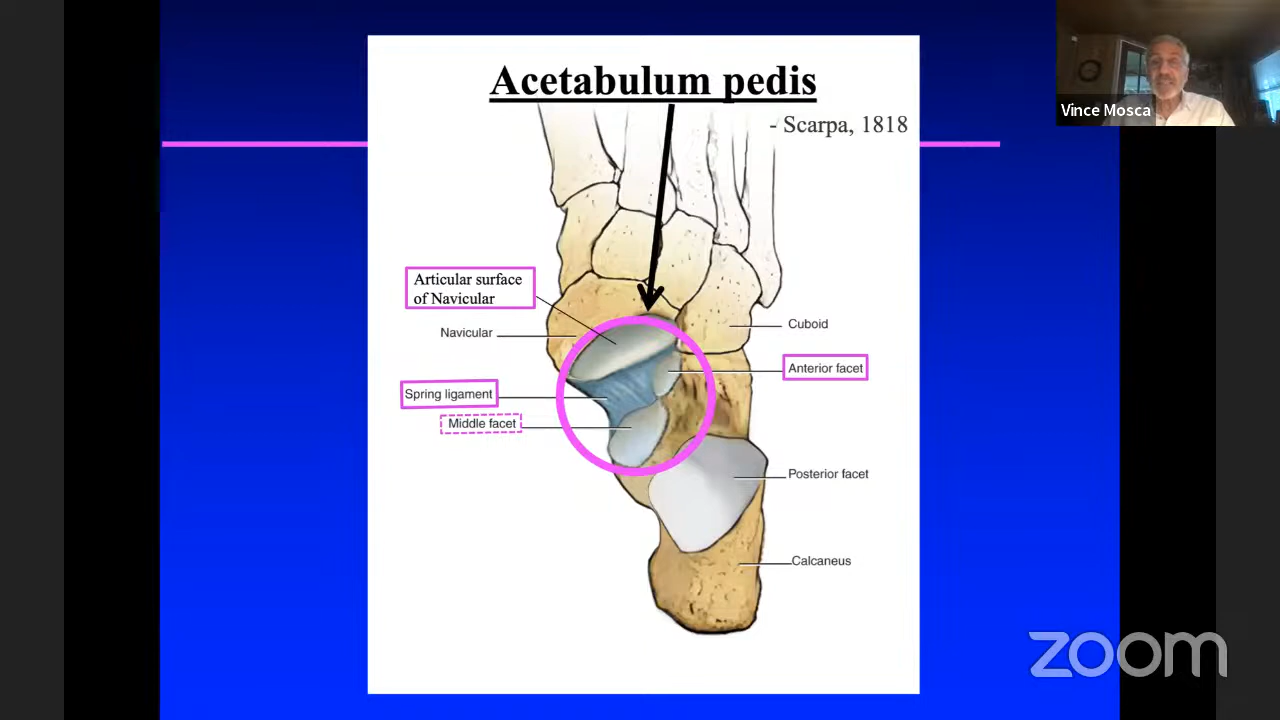 Acetabulum pedis
- Scarpa, 1818
Vince Mosca
Articular surface
of Navicular
Navicular
Cuboid
Anterior facet
Spring ligament
Middle facet
Posterior facet
Calcaneus
zoom